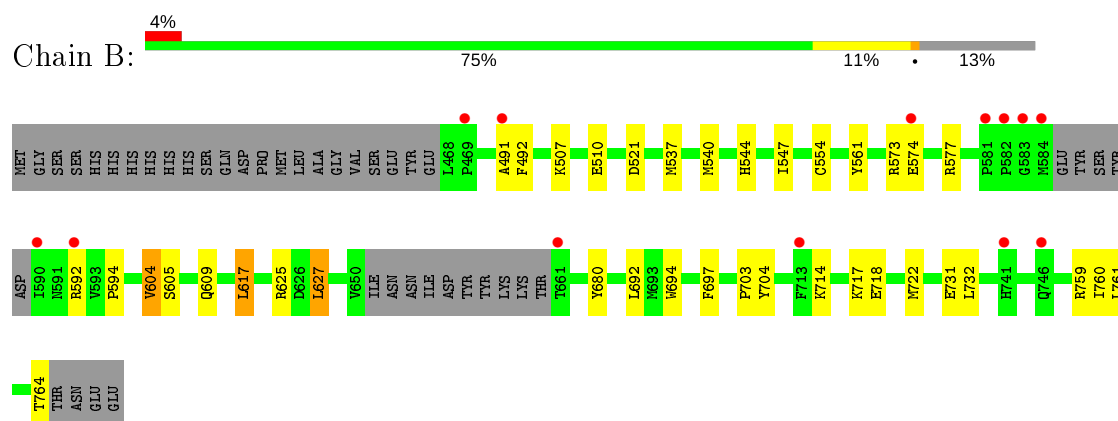 4%
Chain B:
75% 11% • 13%
MET GLY SER SER HIS HIS HIS HIS HIS HIS SER GLN ASP PRO MET LEU ALA GLY VAL SER GLU TYR GLU L468 P469 A491 F492 K507 E510 D521 M537 M540 H544 I547 C554 Y561 R573 E574 R577 P581 P582 G583 M584 GLU TYR SER TYR
ASP I590 N591 R592 V593 P594 V604 S605 Q609 L617 R625 D626 L627 V650 ILE ASN ASN ILE ASP TYR TYR LYS LYS THR T661 Y680 L692 M693 W694 F697 P703 Y704 F713 K714 K717 E718 M722 E731 L732 H741 Q746 R759 I760 L761
T764 THR ASN GLU GLU